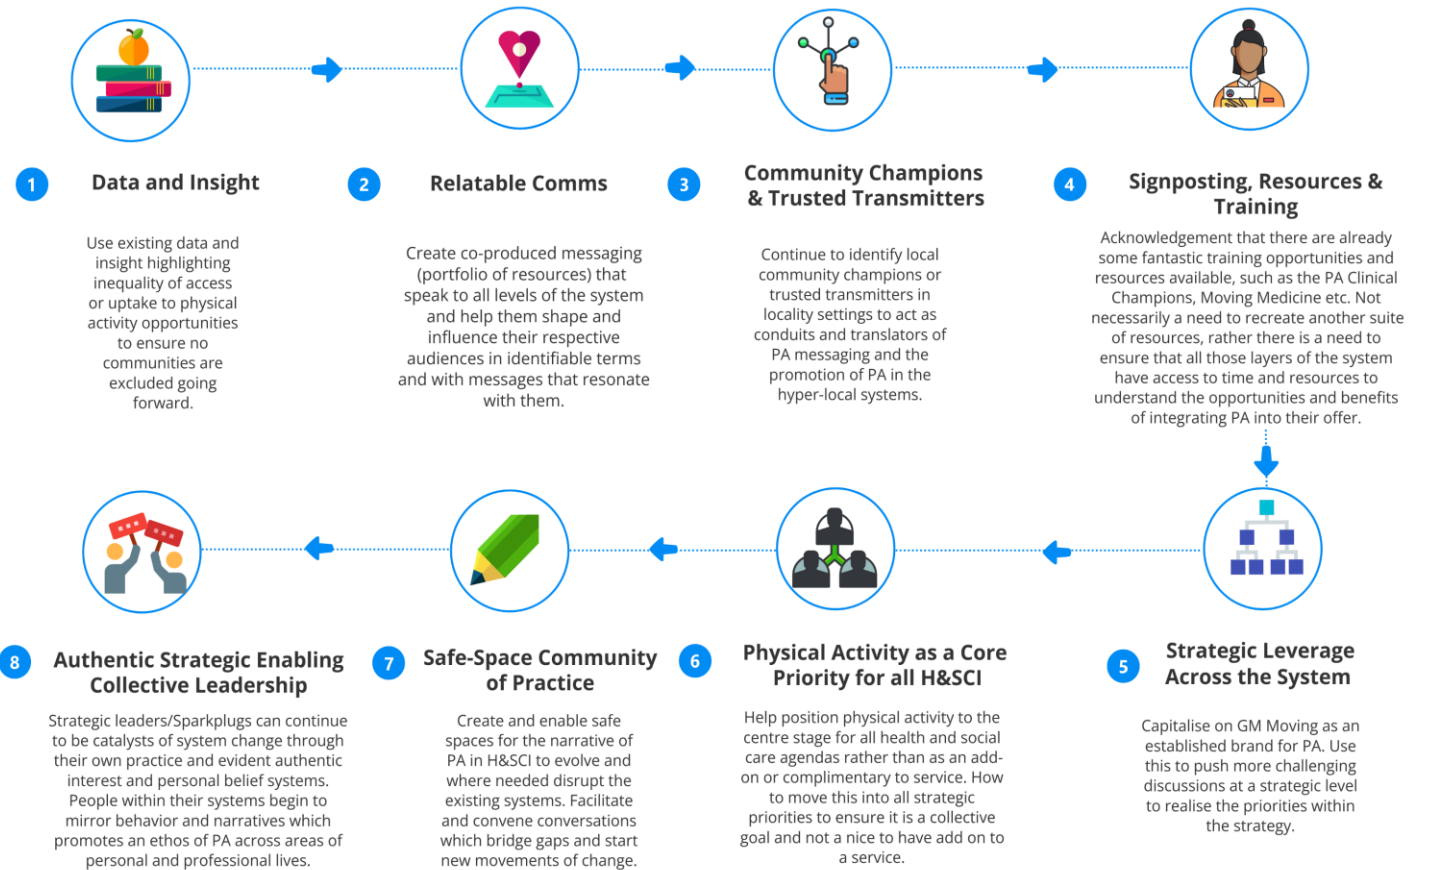 1
Data and Insight
Use existing data and
insight highlighting
inequality of access
or uptake to physical
activity opportunities
to ensure no
communities are
excluded going
forward.
2
Relatable Comms
Create co-produced messaging
(portfolio of resources) that
speak to all levels of the system
and help them shape and
influence their respective
audiences in identifiable terms
and with messages that resonate
with them.
3
Community Champions
& Trusted Transmitters
Continue to identify local
community champions or
trusted transmitters in
locality settings to act as
conduits and translators of
PA messaging and the
promotion of PA in the
hyper-local systems.
4
Signposting, Resources &
Training
Acknowledgement that there are already
some fantastic training opportunities and
resources available, such as the PA Clinical
Champions, Moving Medicine etc. Not
necessarily a need to recreate another suite
of resources, rather there is a need to
ensure that all those layers of the system
have access to time and resources to
understand the opportunities and benefits
of integrating PA into their offer.
5
Strategic Leverage
Across the System
Capitalise on GM Moving as an
established brand for PA. Use
this to push more challenging
discussions at a strategic level
to realise the priorities within
the strategy.
6
Physical Activity as a Core
Priority for all H&SCI
Help position physical activity to the
centre stage for all health and social
care agendas rather than as an add-
on or complimentary to service. How
to move this into all strategic
priorities to ensure it is a collective
goal and not a nice to have add on to
a service.
7
Safe-Space Community
of Practice
Create and enable safe
spaces for the narrative of
PA in H&SCI to evolve and
where needed disrupt the
existing systems. Facilitate
and convene conversations
which bridge gaps and start
new movements of change.
8
Authentic Strategic Enabling
Collective Leadership
Strategic leaders/Sparkplugs can continue
to be catalysts of system change through
their own practice and evident authentic
interest and personal belief systems.
People within their systems begin to
mirror behavior and narratives which
promotes an ethos of PA across areas of
personal and professional lives.